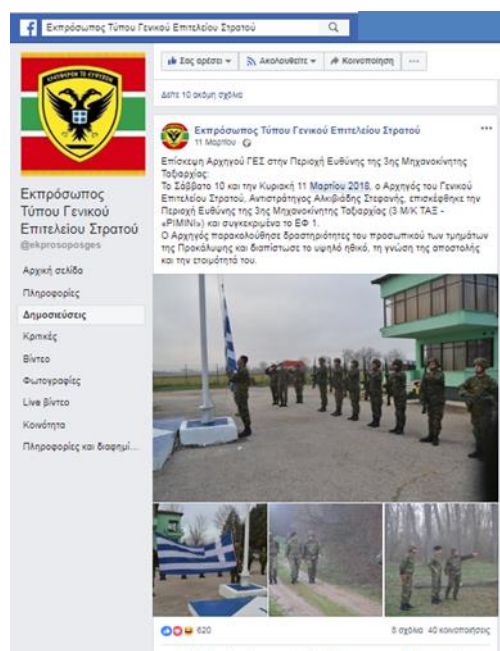 Εκπρόσωπος Τύπου Γενικού Επιτελείου Στρατού
Σας αρέσει
Ακολουθείτε
Κοινοποίηση
Δείτε 10 ακόμη σχόλια
Εκπρόσωπος Τύπου Γενικού Επιτελείου Στρατού
11 Μαρτίου
Επίσκεψη Αρχηγού ΓΕΣ στην Περιοχή Ευθύνης της 3ης Μηχανοκίνητης
Ταξιαρχίας:
Το Σάββατο 10 και την Κυριακή 11 Μαρτίου 2018, ο Αρχηγός του Γενικού
Επιτελείου Στρατού, Αντιστράτηγος Αλκιβιάδης Στεφανής, επισκέφθηκε την
Περιοχή Ευθύνης της 3ης Μηχανοκίνητης Ταξιαρχίας (3 Μ/Κ ΤΑΞ -
«ΡΙΜΙΝΙ») και συγκεκριμένα το ΕΦ 1.
Ο Αρχηγός παρακολούθησε δραστηριότητες του προσωπικού των τμημάτων
της Προκάλυψης και διαπίστωσε το υψηλό ηθικό, τη γνώση της αποστολής
και την ετοιμότητά του.
Εκπρόσωπος
Τύπου Γενικού
Επιτελείου Στρατού
@ekprosoposges
Αρχική σελίδα
Πληροφορίες
Δημοσιεύσεις
Κριτικές
Βίντεο
Φωτογραφίες
Live βίντεο
Κοινότητα
Πληροφορίες και διαφημί...
620
8 σχόλια 40 κοινοποιήσεις